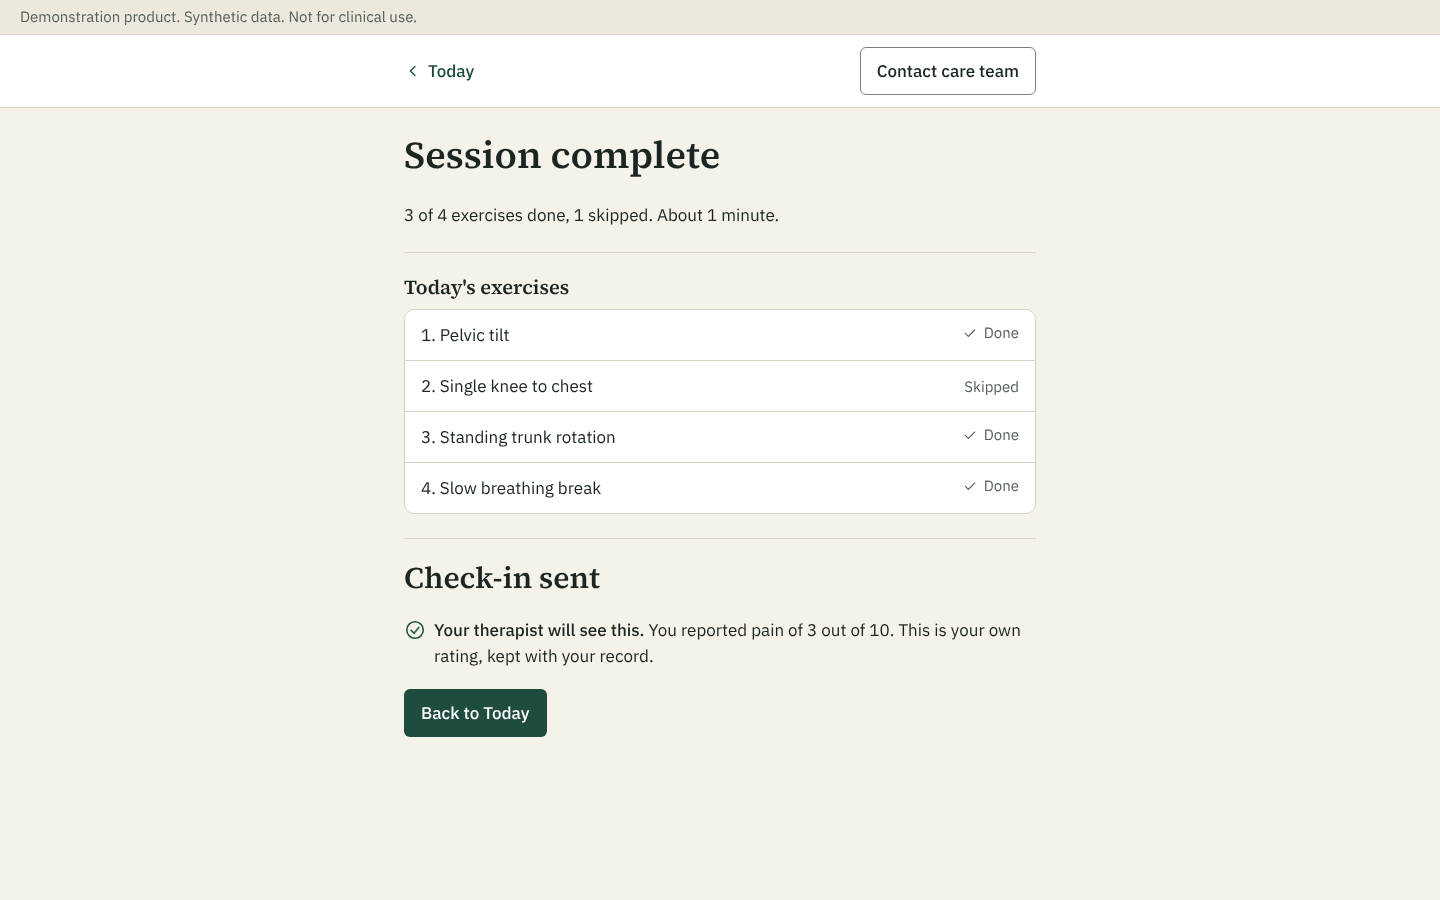 Demonstration product. Synthetic data. Not for clinical use.
Today
Contact care team
Session complete
3 of 4 exercises done, 1 skipped. About 1 minute.
Today's exercises
1. Pelvic tilt
Done
2. Single knee to chest
Skipped
3. Standing trunk rotation
Done
4. Slow breathing break
Done
Check-in sent
Your therapist will see this. You reported pain of 3 out of 10. This is your own
rating, kept with your record.
Back to Today